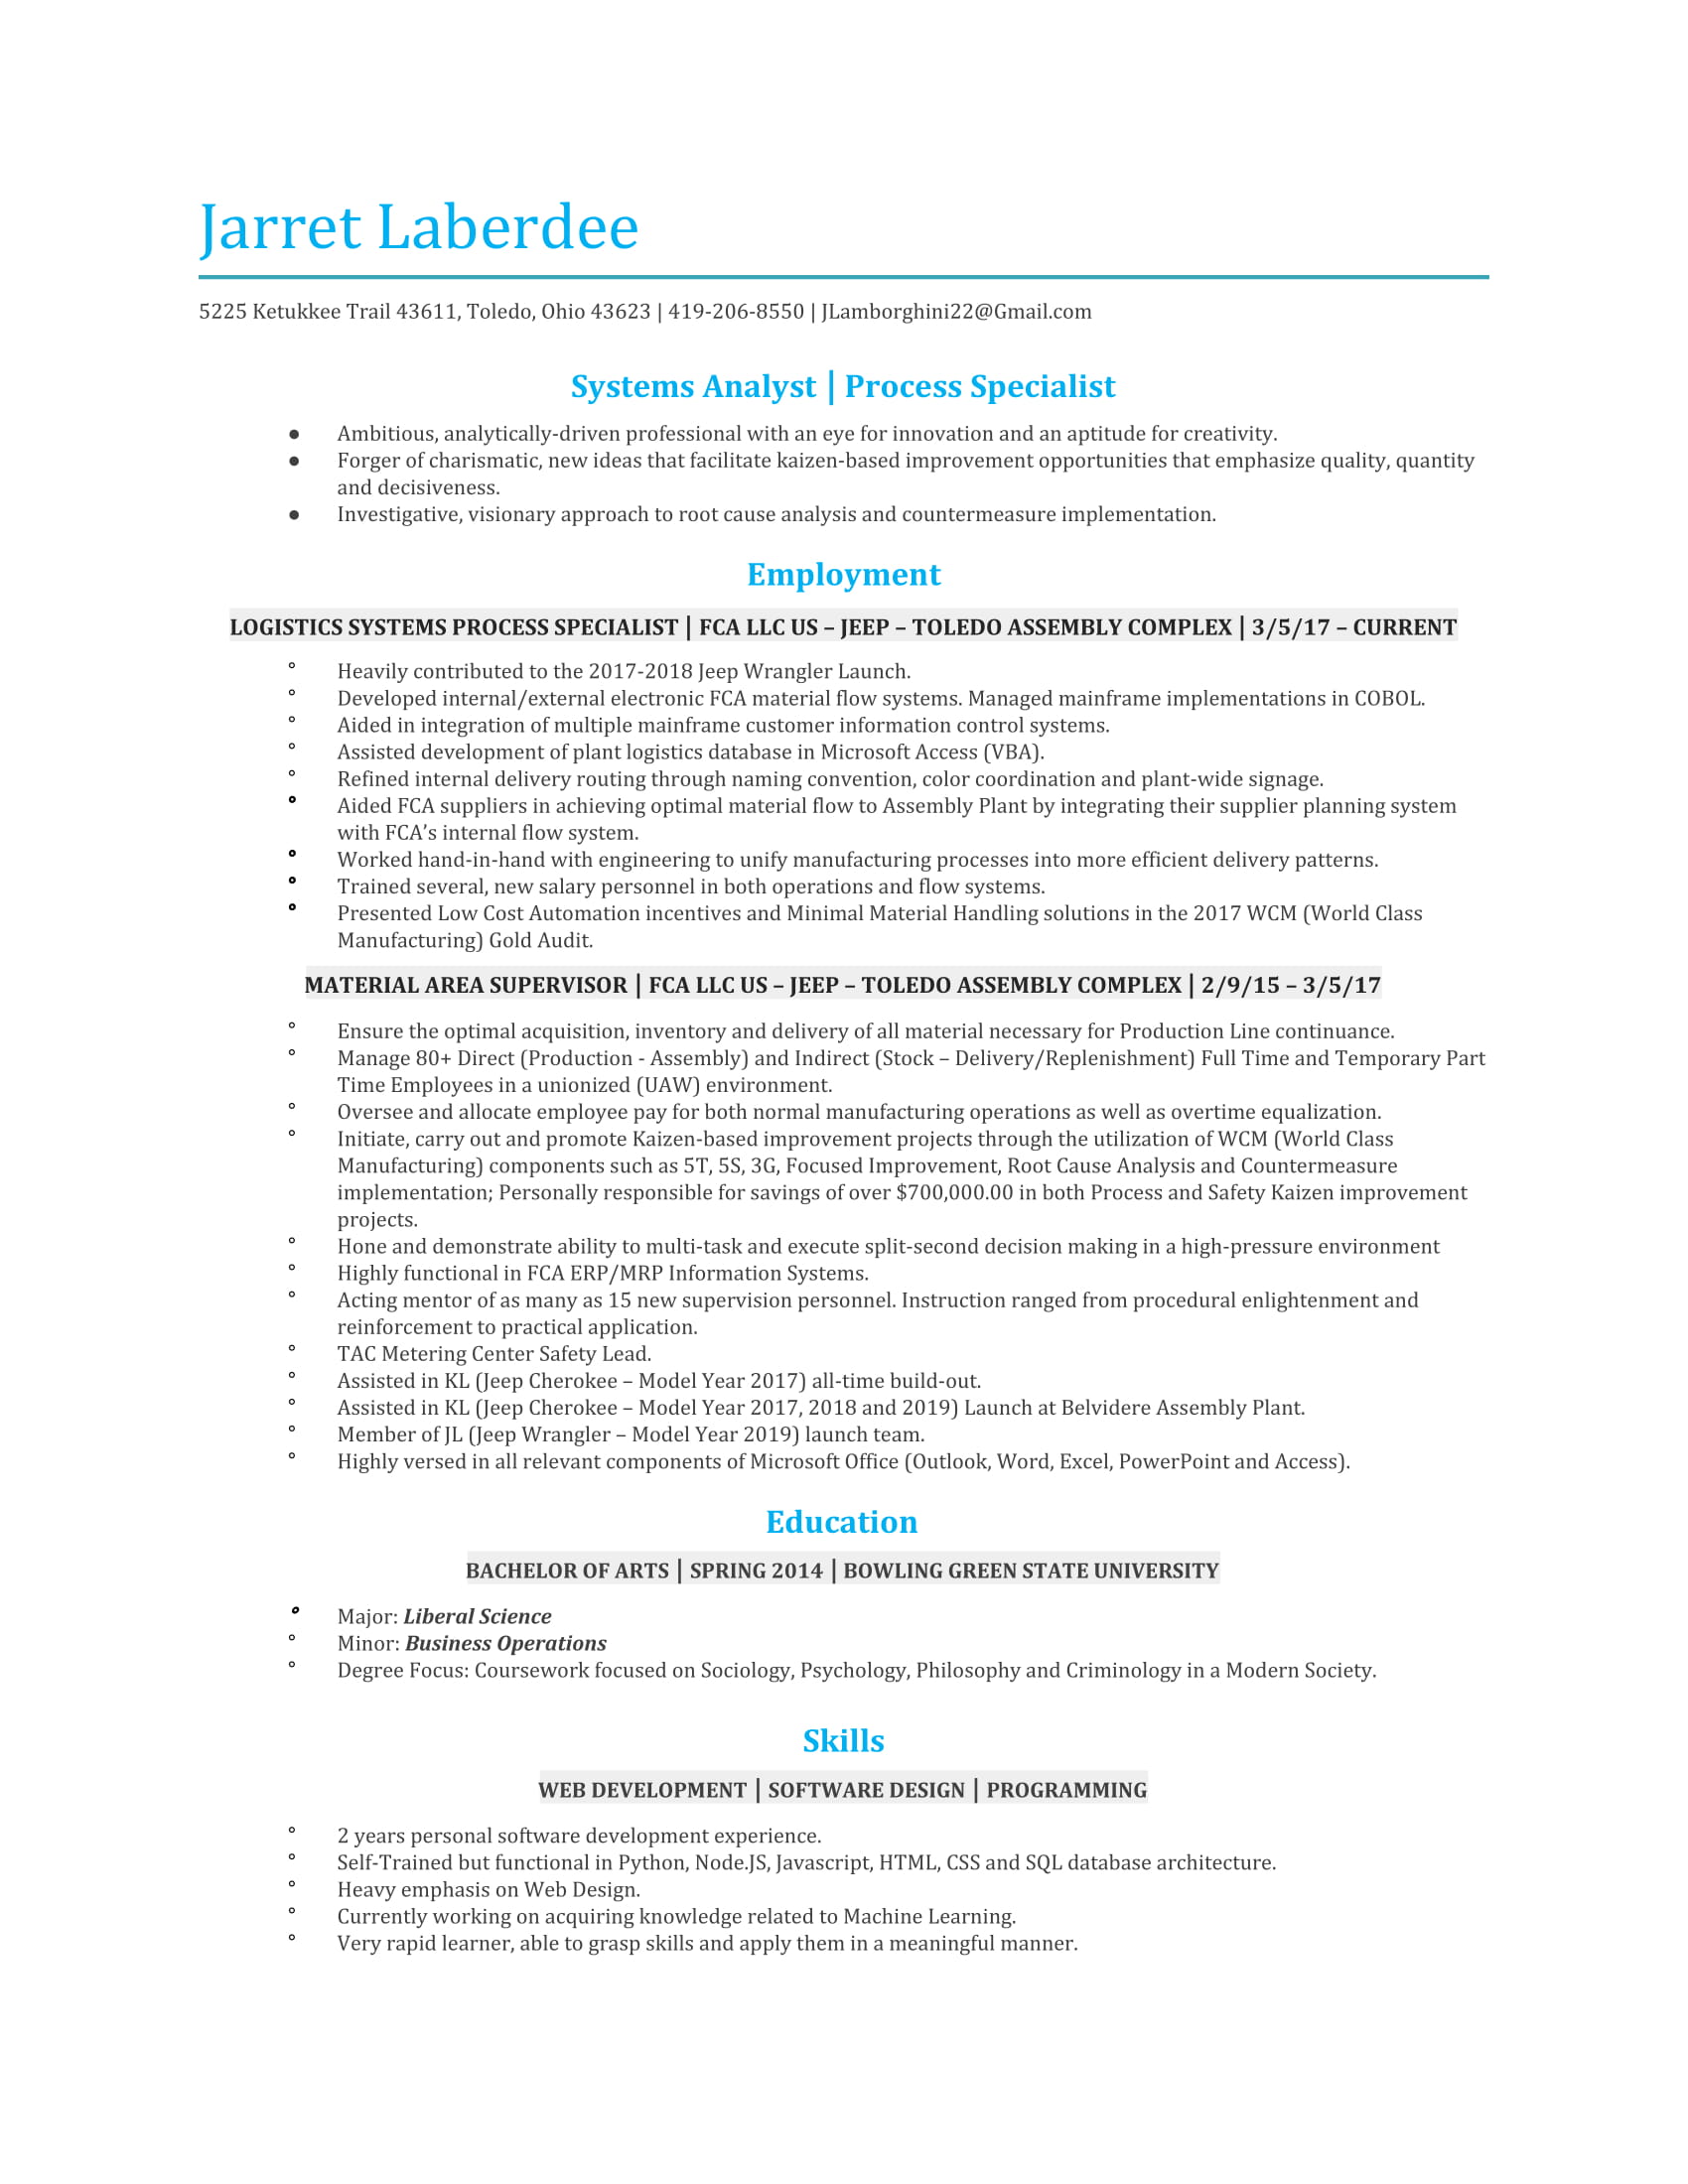 Jarret Laberdee
5225 Ketukkee Trail 43611, Toledo, Ohio 43623 | 419-206-8550 | JLamborghini22@Gmail.com
Systems Analyst | Process Specialist
● Ambitious, analytically-driven professional with an eye for innovation and an aptitude for creativity.
● Forger of charismatic, new ideas that facilitate kaizen-based improvement opportunities that emphasize quality, quantity
and decisiveness.
● Investigative, visionary approach to root cause analysis and countermeasure implementation.
Employment
LOGISTICS SYSTEMS PROCESS SPECIALIST | FCA LLC US – JEEP – TOLEDO ASSEMBLY COMPLEX | 3/5/17 – CURRENT
° Heavily contributed to the 2017-2018 Jeep Wrangler Launch.
° Developed internal/external electronic FCA material flow systems. Managed mainframe implementations in COBOL.
° Aided in integration of multiple mainframe customer information control systems.
° Assisted development of plant logistics database in Microsoft Access (VBA).
° Refined internal delivery routing through naming convention, color coordination and plant-wide signage.
° Aided FCA suppliers in achieving optimal material flow to Assembly Plant by integrating their supplier planning system
with FCA’s internal flow system.
° Worked hand-in-hand with engineering to unify manufacturing processes into more efficient delivery patterns.
° Trained several, new salary personnel in both operations and flow systems.
° Presented Low Cost Automation incentives and Minimal Material Handling solutions in the 2017 WCM (World Class
Manufacturing) Gold Audit.
MATERIAL AREA SUPERVISOR | FCA LLC US – JEEP – TOLEDO ASSEMBLY COMPLEX | 2/9/15 – 3/5/17
° Ensure the optimal acquisition, inventory and delivery of all material necessary for Production Line continuance.
° Manage 80+ Direct (Production - Assembly) and Indirect (Stock – Delivery/Replenishment) Full Time and Temporary Part
Time Employees in a unionized (UAW) environment.
° Oversee and allocate employee pay for both normal manufacturing operations as well as overtime equalization.
° Initiate, carry out and promote Kaizen-based improvement projects through the utilization of WCM (World Class
Manufacturing) components such as 5T, 5S, 3G, Focused Improvement, Root Cause Analysis and Countermeasure
implementation; Personally responsible for savings of over $700,000.00 in both Process and Safety Kaizen improvement
projects.
° Hone and demonstrate ability to multi-task and execute split-second decision making in a high-pressure environment
° Highly functional in FCA ERP/MRP Information Systems.
° Acting mentor of as many as 15 new supervision personnel. Instruction ranged from procedural enlightenment and
reinforcement to practical application.
° TAC Metering Center Safety Lead.
° Assisted in KL (Jeep Cherokee – Model Year 2017) all-time build-out.
° Assisted in KL (Jeep Cherokee – Model Year 2017, 2018 and 2019) Launch at Belvidere Assembly Plant.
° Member of JL (Jeep Wrangler – Model Year 2019) launch team.
° Highly versed in all relevant components of Microsoft Office (Outlook, Word, Excel, PowerPoint and Access).
Education
BACHELOR OF ARTS | SPRING 2014 | BOWLING GREEN STATE UNIVERSITY
° Major: Liberal Science
° Minor: Business Operations
° Degree Focus: Coursework focused on Sociology, Psychology, Philosophy and Criminology in a Modern Society.
Skills
WEB DEVELOPMENT | SOFTWARE DESIGN | PROGRAMMING
° 2 years personal software development experience.
° Self-Trained but functional in Python, Node.JS, Javascript, HTML, CSS and SQL database architecture.
° Heavy emphasis on Web Design.
° Currently working on acquiring knowledge related to Machine Learning.
° Very rapid learner, able to grasp skills and apply them in a meaningful manner.